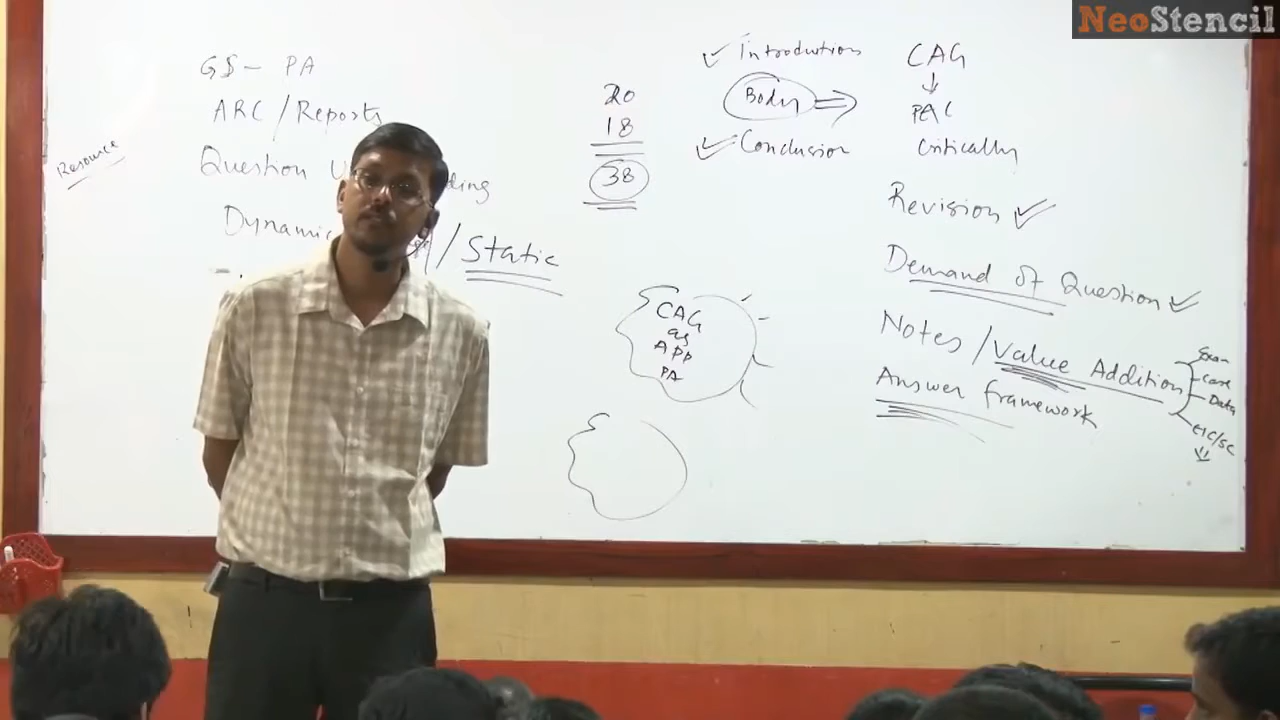 NeoStencil
GS - PA
ARC / Reports
Question
Dynamic / Static
Resource
20
18
38
Introduction
Body
Conclusion
CAG
PAC
Critically
Revision
Demand of Question
Notes / Value Addition
Case
Data
Answer framework
CAG
as
APP
PA